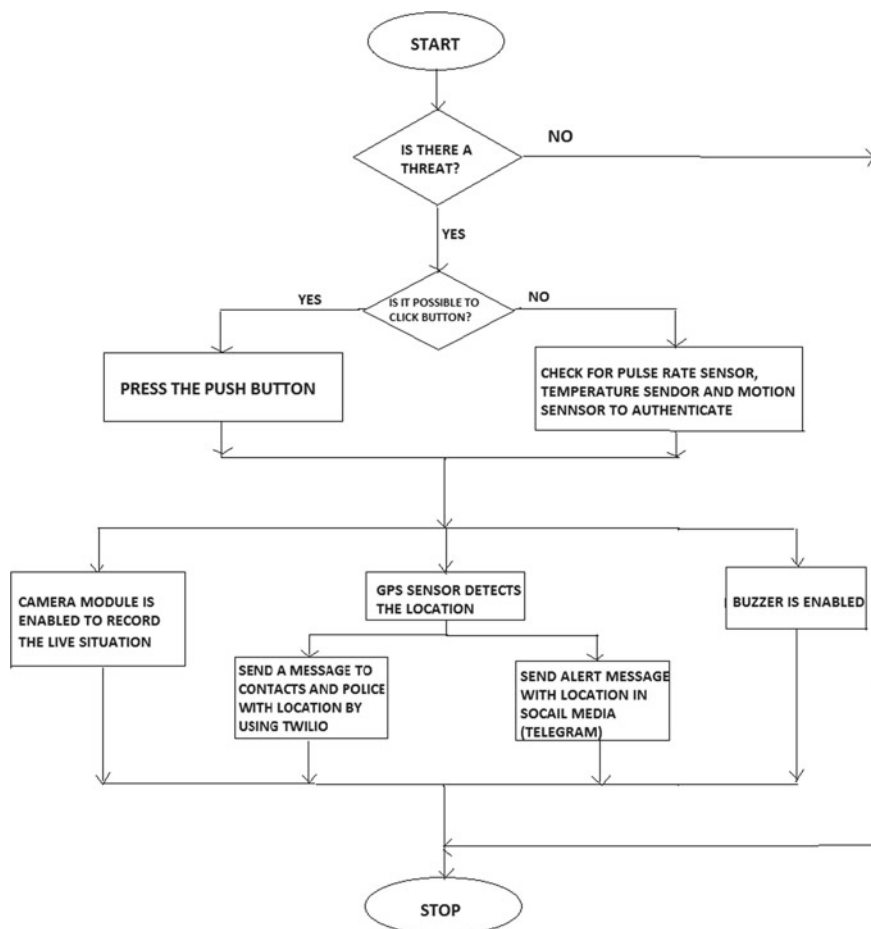 START
IS THERE A
THREAT?
NO
YES
IS IT POSSIBLE TO
CLICK BUTTON?
YES
NO
PRESS THE PUSH BUTTON
CHECK FOR PULSE RATE SENSOR,
TEMPERATURE SENDOR AND MOTION
SENNSOR TO AUTHENTICATE
CAMERA MODULE IS
ENABLED TO RECORD
THE LIVE SITUATION
GPS SENSOR DETECTS
THE LOCATION
BUZZER IS ENABLED
SEND A MESSAGE TO
CONTACTS AND POLICE
WITH LOCATION BY
USING TWILIO
SEND ALERT MESSAGE
WITH LOCATION IN
SOCAIL MEDIA
(TELEGRAM)
STOP